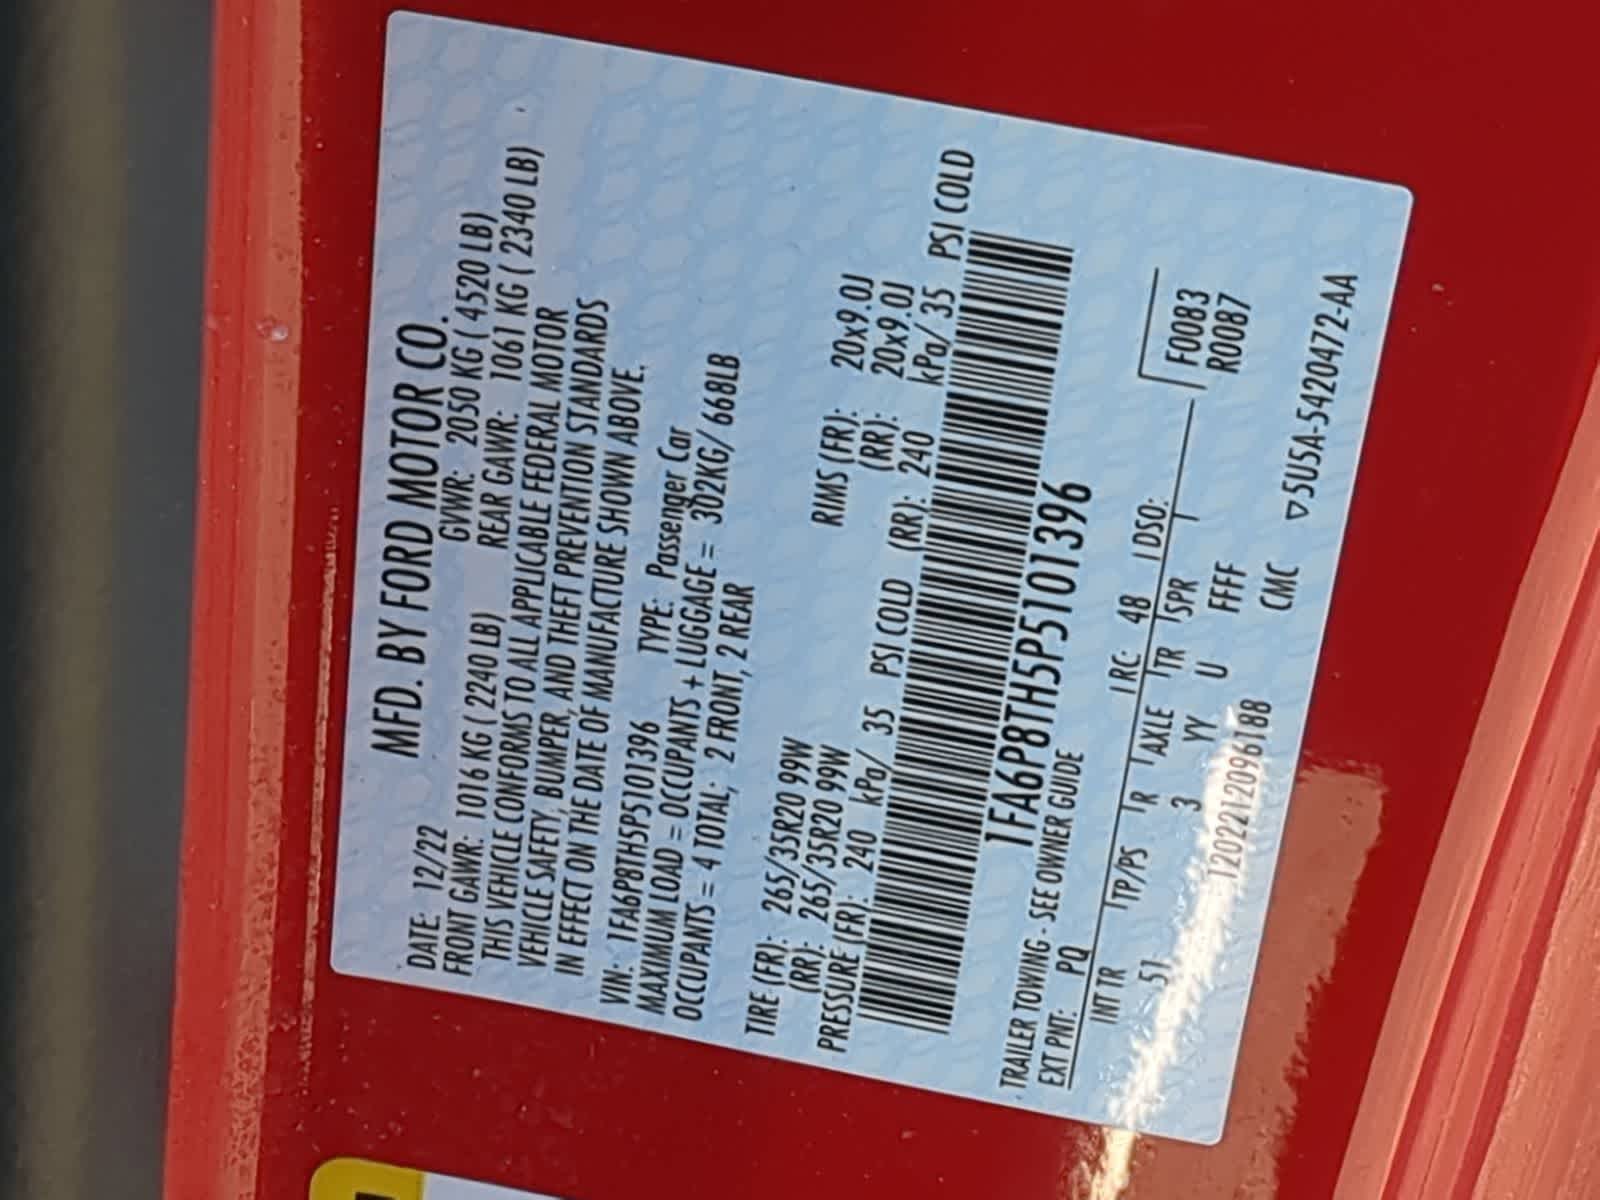 MFD. BY FORD MOTOR CO.
DATE: 12/22 GVWR: 2050 KG ( 4520 LB)
FRONT GAWR: 1016 KG ( 2240 LB) REAR GAWR: 1061 KG ( 2340 LB)
THIS VEHICLE CONFORMS TO ALL APPLICABLE FEDERAL MOTOR
VEHICLE SAFETY, BUMPER, AND THEFT PREVENTION STANDARDS
IN EFFECT ON THE DATE OF MANUFACTURE SHOWN ABOVE.
VIN: 1FA6P8TH5P5101396 TYPE: Passenger Car
MAXIMUM LOAD = OCCUPANTS + LUGGAGE = 302KG/ 668LB
OCCUPANTS = 4 TOTAL; 2 FRONT, 2 REAR
TIRE (FR): 265/35R20 99W RIMS (FR): 20x9.0J
(RR): 265/35R20 99W (RR): 20x9.0J
PRESSURE (FR): 240 kPa/ 35 PSI COLD (RR): 240 kPa/ 35 PSI COLD
1FA6P8TH5P5101396
TRAILER TOWING - SEE OWNER GUIDE
EXT PNT: PQ RC: 48 DSO:
INT TR TP/PS R AXLE TR SPR F0083
51 3 YY U FFF R0087
1202212096188 CMC ▽5U5A-5420472-AA